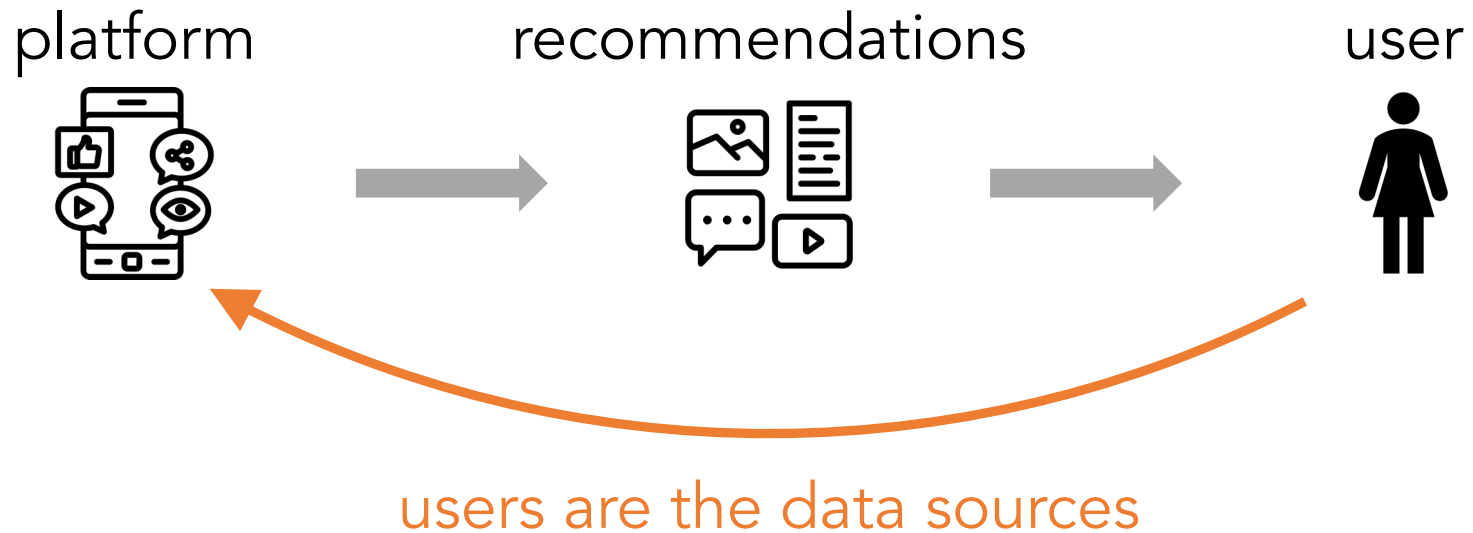 platform
recommendations
user
users are the data sources